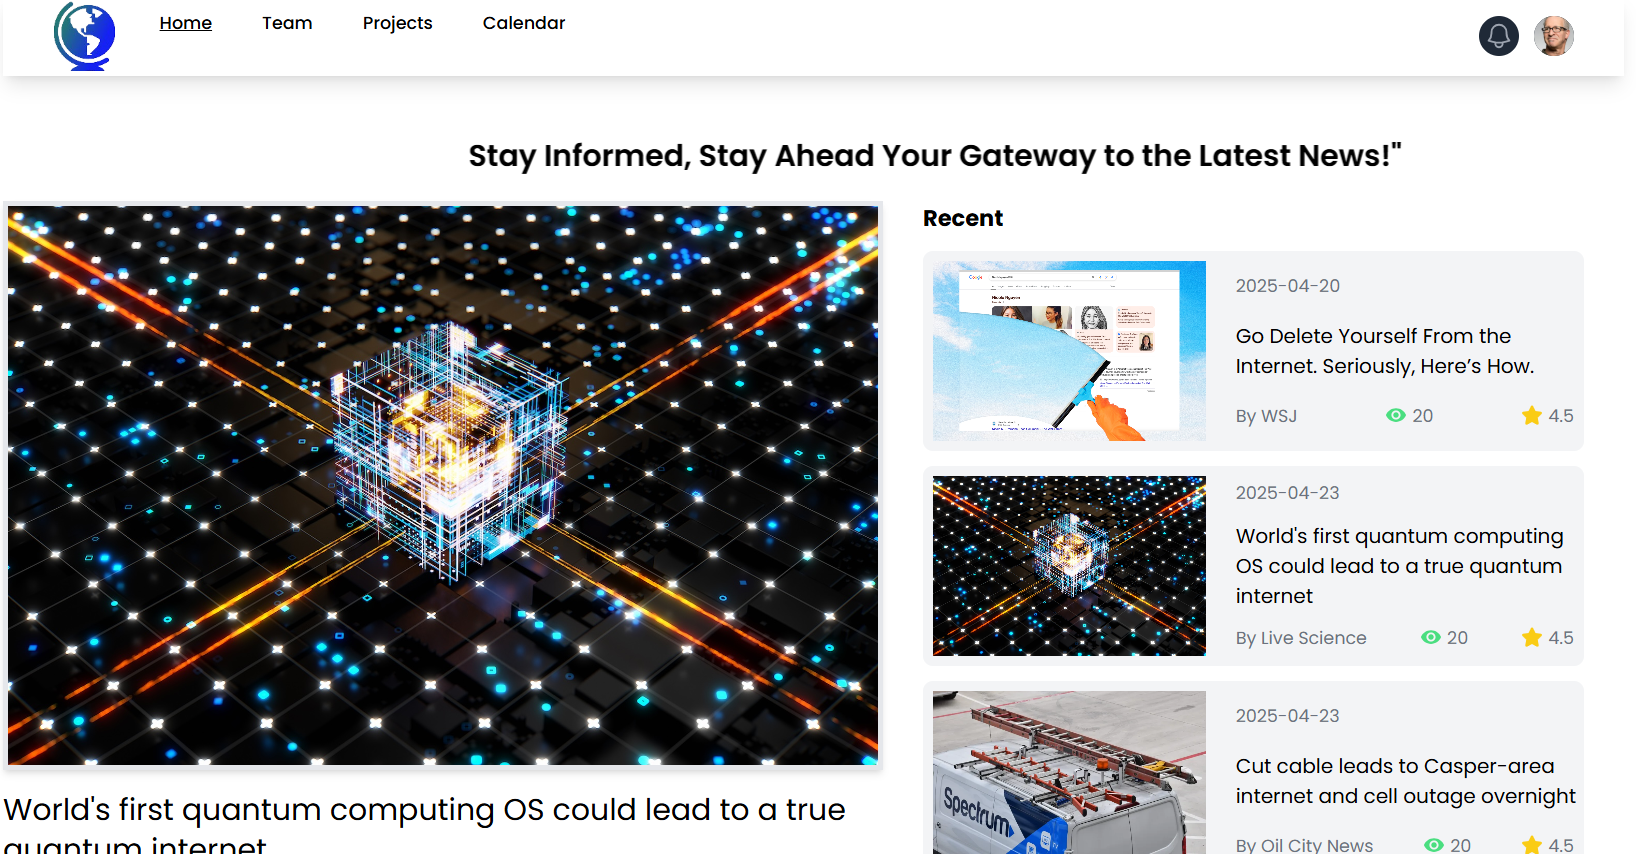 Home Team Projects Calendar
Stay Informed, Stay Ahead Your Gateway to the Latest News!"
World's first quantum computing OS could lead to a true
quantum internet
Recent
2025-04-20
Go Delete Yourself From the
Internet. Seriously, Here’s How.
By WSJ 20 4.5
2025-04-23
World's first quantum computing
OS could lead to a true quantum
internet
By Live Science 20 4.5
Spectrum
2025-04-23
Cut cable leads to Casper-area
internet and cell outage overnight
By Oil City News 20 4.5